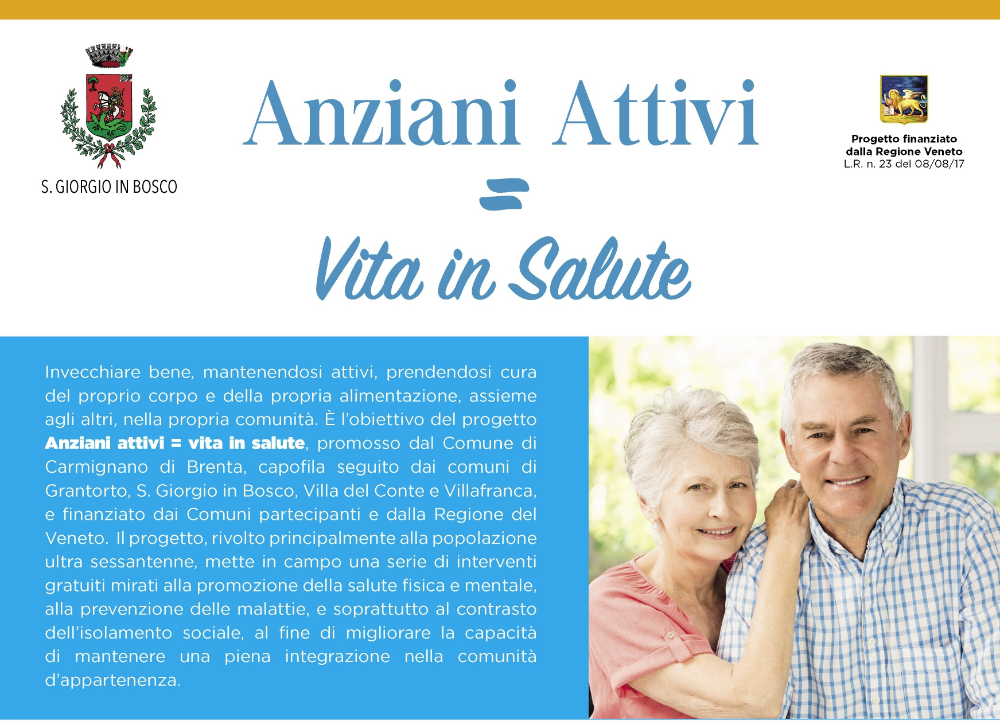 Anziani Attivi
=
Vita in Salute
S. GIORGIO IN BOSCO
Progetto finanziato
dalla Regione Veneto
L.R. n. 23 del 08/08/17
Invecchiare bene, mantenendosi attivi, prendendosi cura
del proprio corpo e della propria alimentazione, assieme
agli altri, nella propria comunità. È l’obiettivo del progetto
Anziani attivi = vita in salute, promosso dal Comune di
Carmignano di Brenta, capofila seguito dai comuni di
Grantorto, S. Giorgio in Bosco, Villa del Conte e Villafranca,
e finanziato dai Comuni partecipanti e dalla Regione del
Veneto. Il progetto, rivolto principalmente alla popolazione
ultra sessantenne, mette in campo una serie di interventi
gratuiti mirati alla promozione della salute fisica e mentale,
alla prevenzione delle malattie, e soprattutto al contrasto
dell’isolamento sociale, al fine di migliorare la capacità
di mantenere una piena integrazione nella comunità
d’appartenenza.